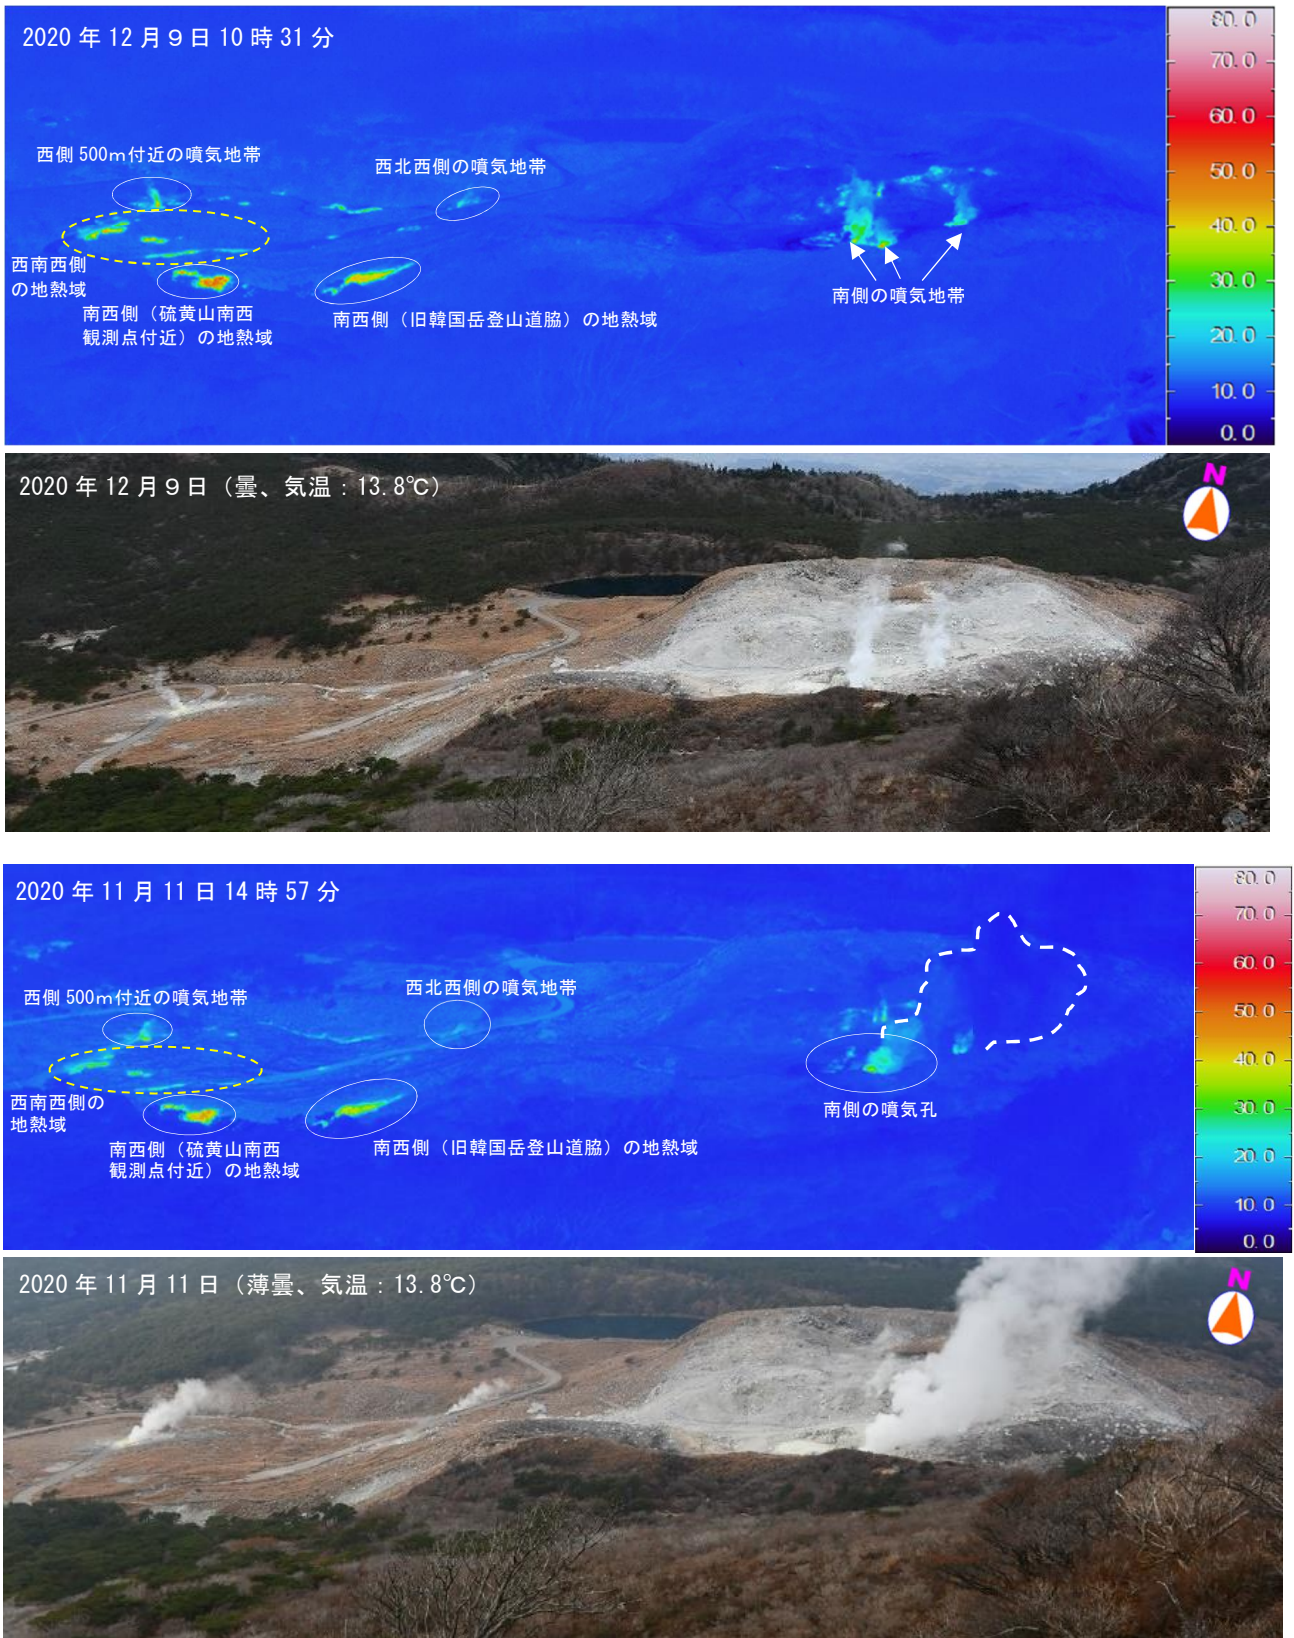 2020 年 12 月 9 日 10 時 31 分
80.0
70.0
60.0
50.0
40.0
30.0
20.0
10.0
0.0
西側 500m付近の噴気地帯
西北西側の噴気地帯
西南西側
の地熱域
南側の噴気地帯
南西側（硫黄山南西
観測点付近）の地熱域
南西側（旧韓国岳登山道脇）の地熱域
2020 年 12 月 9 日（曇、気温：13.8℃）
N
2020 年 11 月 11 日 14 時 57 分
80.0
70.0
60.0
50.0
40.0
30.0
20.0
10.0
0.0
西側 500m付近の噴気地帯
西北西側の噴気地帯
西南西側の
地熱域
南側の噴気孔
南西側（硫黄山南西
観測点付近）の地熱域
南西側（旧韓国岳登山道脇）の地熱域
2020 年 11 月 11 日（薄曇、気温：13.8℃）
N